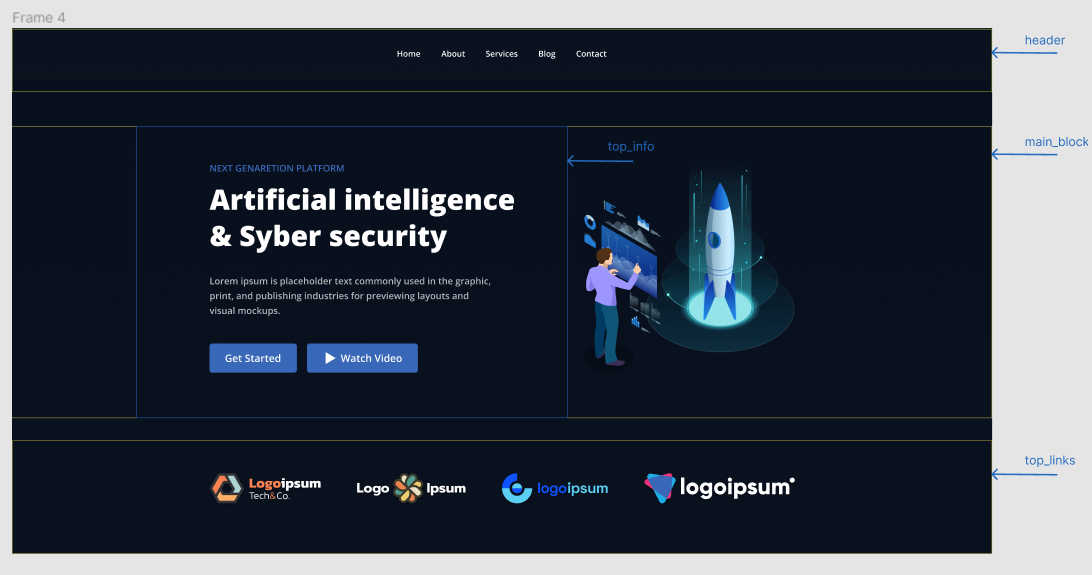 Frame 4
Home About Services Blog Contact
header
main_block
top_info
NEXT GENARETION PLATFORM
Artificial intelligence
& Syber security
Lorem ipsum is placeholder text commonly used in the graphic,
print, and publishing industries for previewing layouts and
visual mockups.
Get Started
Watch Video
top_links
Logoipsum
Tech&Co.
Logo Ipsum
logoipsum
logoipsum